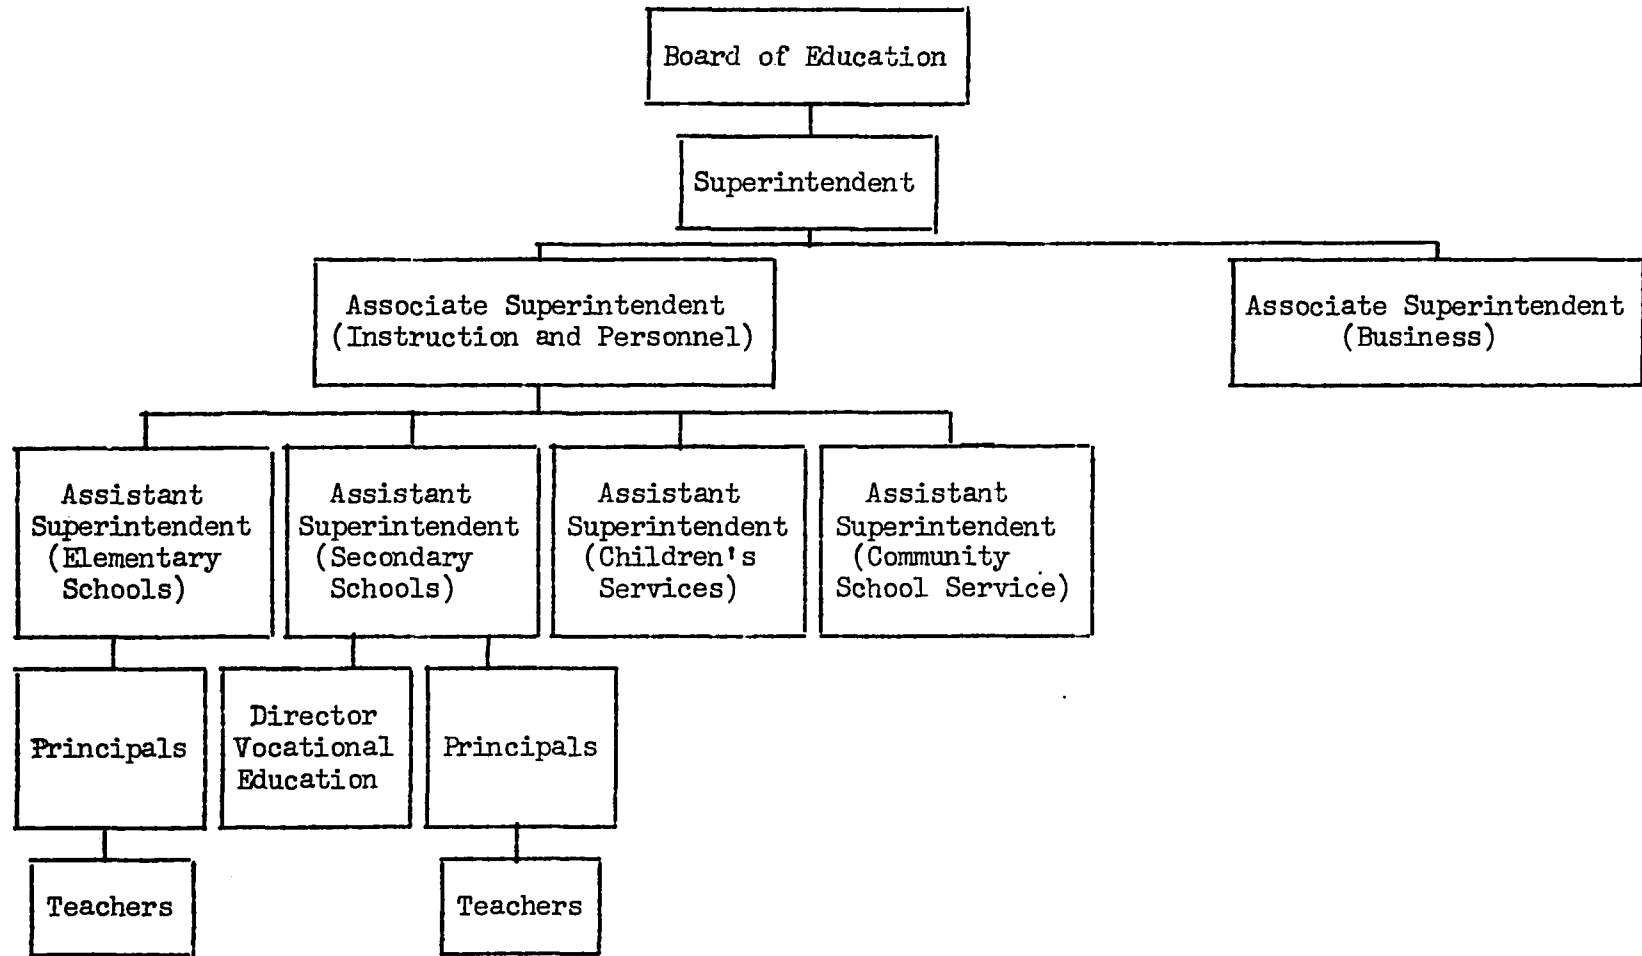 Board of Education
Superintendent
Associate Superintendent
(Instruction and Personnel)
Associate Superintendent
(Business)
Assistant
Superintendent
(Elementary
Schools)
Assistant
Superintendent
(Secondary
Schools)
Assistant
Superintendent
(Children's
Services)
Assistant
Superintendent
(Community
School Service)
Principals
Director
Vocational
Education
Principals
Teachers
Teachers